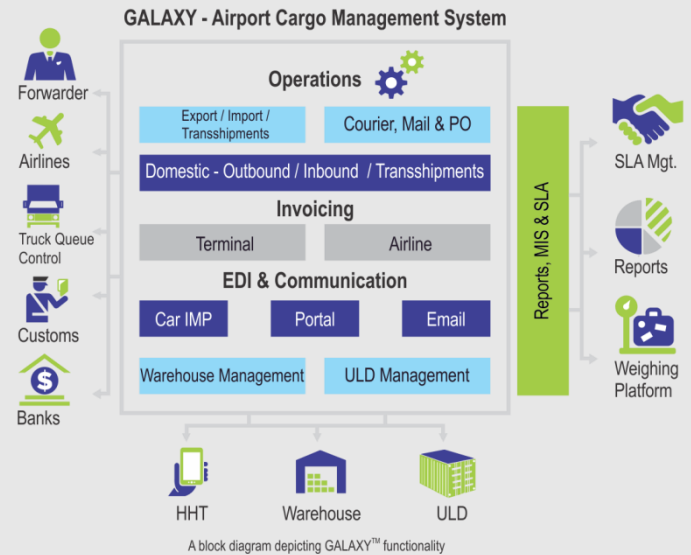 GALAXY - Airport Cargo Management System
Forwarder
Airlines
Truck Queue
Control
Customs
$
Banks
Operations
Export / Import /
Transshipments
Courier, Mail & PO
Domestic - Outbound / Inbound / Transshipments
Invoicing
Terminal
Airline
EDI & Communication
Car IMP
Portal
Email
Warehouse Management
ULD Management
Reports, MIS & SLA
SLA Mgt.
Reports
Weighing
Platform
HHT
Warehouse
ULD
A block diagram depicting GALAXY™ functionality